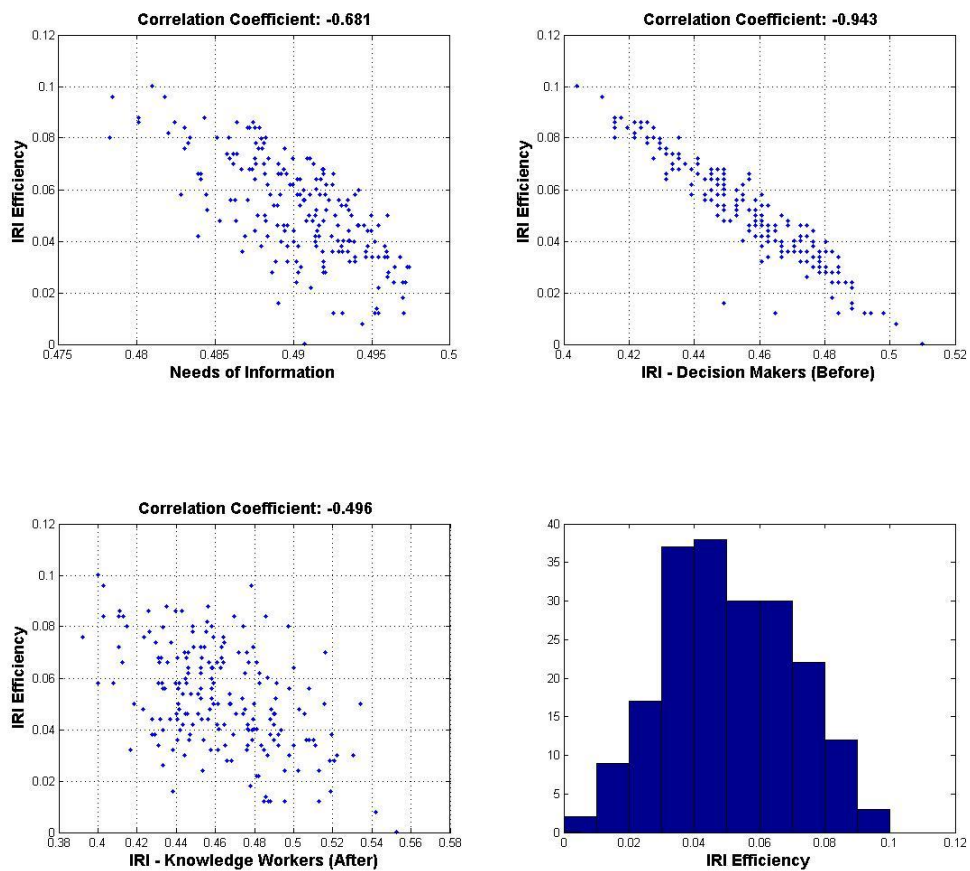 Correlation Coefficient: -0.681
0.12
0.1
0.08
0.06
0.04
0.02
0
IRI Efficiency
0.475 0.48 0.485 0.49 0.495 0.5
Needs of Information
Correlation Coefficient: -0.943
0.12
0.1
0.08
0.06
0.04
0.02
0
IRI Efficiency
0.4 0.42 0.44 0.46 0.48 0.5 0.52
IRI - Decision Makers (Before)
Correlation Coefficient: -0.496
0.12
0.1
0.08
0.06
0.04
0.02
0
IRI Efficiency
0.38 0.4 0.42 0.44 0.46 0.48 0.5 0.52 0.54 0.56 0.58
IRI - Knowledge Workers (After)
40
35
30
25
20
15
10
5
0
0 0.02 0.04 0.06 0.08 0.1 0.12
IRI Efficiency